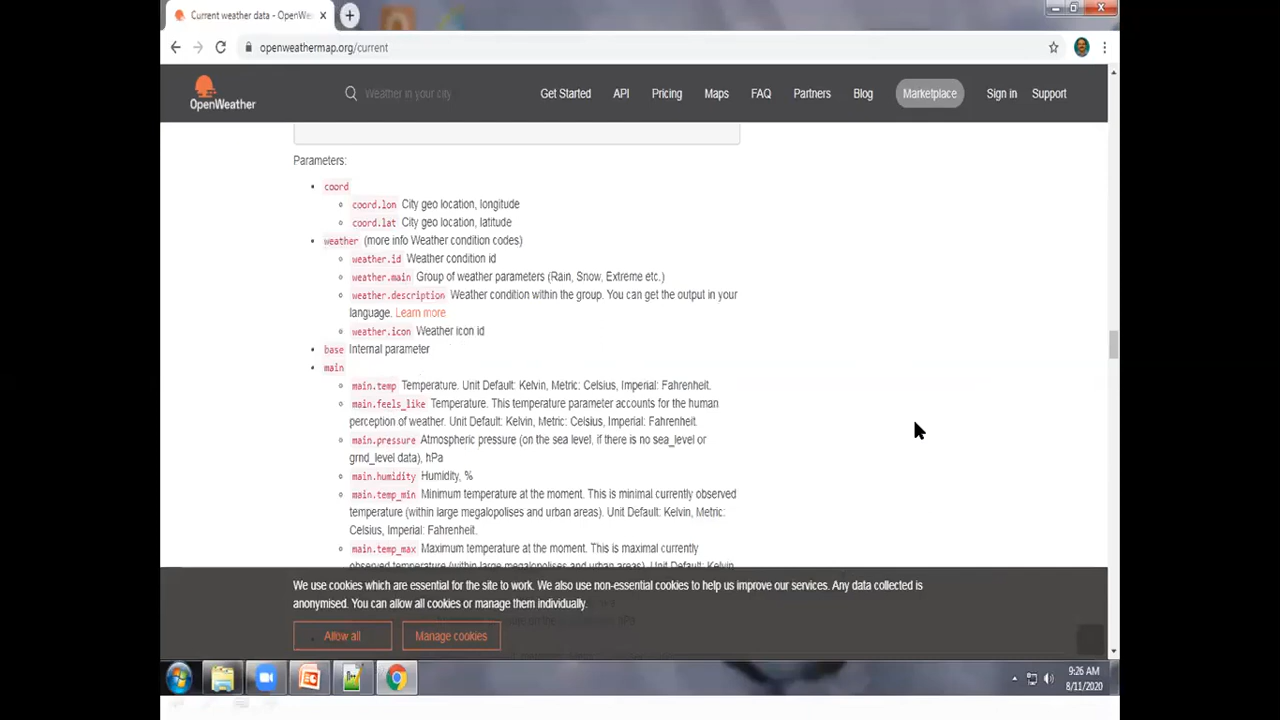 Current weather data - OpenWe
openweathermap.org/current
OpenWeather
Weather in your city
Get Started
API
Pricing
Maps
FAQ
Partners
Blog
Marketplace
Sign in
Support
Parameters:
coord
coord.lon City geo location, longitude
coord.lat City geo location, latitude
weather (more info Weather condition codes)
weather.id Weather condition id
weather.main Group of weather parameters (Rain, Snow, Extreme etc.)
weather.description Weather condition within the group. You can get the output in your
language. Learn more
weather.icon Weather icon id
base Internal parameter
main
main.temp Temperature. Unit Default: Kelvin, Metric: Celsius, Imperial: Fahrenheit.
main.feels_like Temperature. This temperature parameter accounts for the human
perception of weather. Unit Default: Kelvin, Metric: Celsius, Imperial: Fahrenheit.
main.pressure Atmospheric pressure (on the sea level, if there is no sea_level or
grnd_level data), hPa
main.humidity Humidity, %
main.temp_min Minimum temperature at the moment. This is minimal currently observed
temperature (within large megalopolises and urban areas). Unit Default: Kelvin, Metric:
Celsius, Imperial: Fahrenheit.
main.temp_max Maximum temperature at the moment. This is maximal currently
observed temperature (within large megalopolises and urban areas). Unit Default: Kelvin
We use cookies which are essential for the site to work. We also use non-essential cookies to help us improve our services. Any data collected is
anonymised. You can allow all cookies or manage them individually.
Allow all
Manage cookies
9:26 AM
8/11/2020